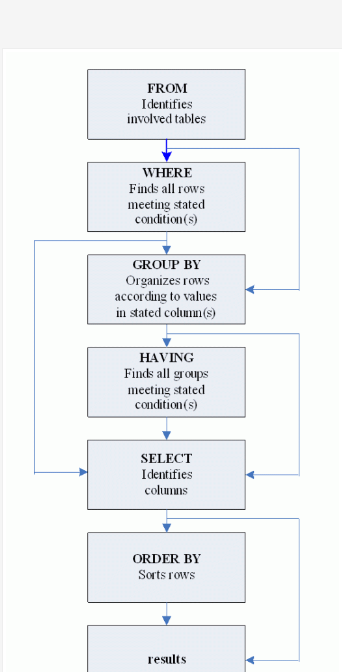 FROM
Identifies
involved tables
WHERE
Finds all rows
meeting stated
condition(s)
GROUP BY
Organizes rows
according to values
in stated column(s)
HAVING
Finds all groups
meeting stated
condition(s)
SELECT
Identifies
columns
ORDER BY
Sorts rows
results